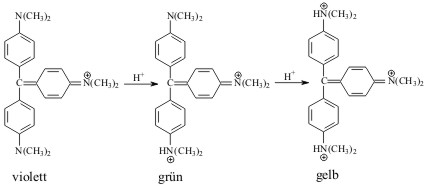 N(CH₃)₂ N(CH₃)₂ HN(CH₃)₂
⊕
C N(CH₃)₂ H⁺ C N(CH₃)₂ H⁺ C N(CH₃)₂
⊕ ⊕ ⊕
N(CH₃)₂ HN(CH₃)₂ HN(CH₃)₂
⊕ ⊕
violett grün gelb